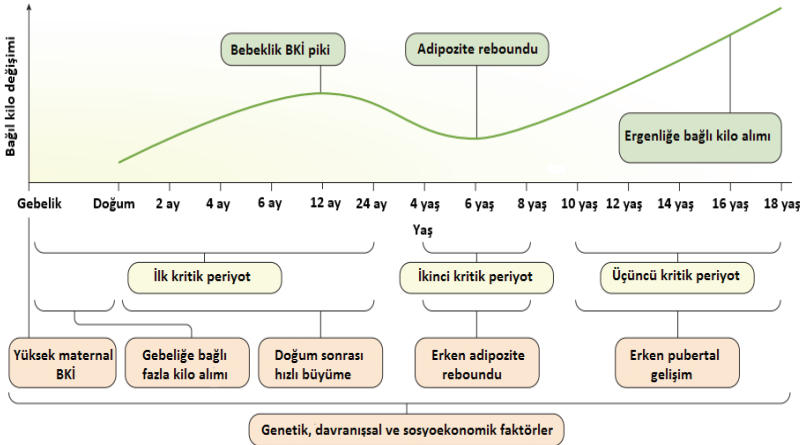 Bağıl kilo değişimi
Bebeklik BKİ piki
Adipozite reboundu
Ergenliğe bağlı kilo alımı
Gebelik Doğum 2 ay 4 ay 6 ay 12 ay 24 ay 4 yaş 6 yaş 8 yaş 10 yaş 12 yaş 14 yaş 16 yaş 18 yaş
Yaş
İlk kritik periyot
İkinci kritik periyot
Üçüncü kritik periyot
Yüksek maternal
BKİ
Gebeliğe bağlı
fazla kilo alımı
Doğum sonrası
hızlı büyüme
Erken adipozite
reboundu
Erken pubertal
gelişim
Genetik, davranışsal ve sosyoekonomik faktörler